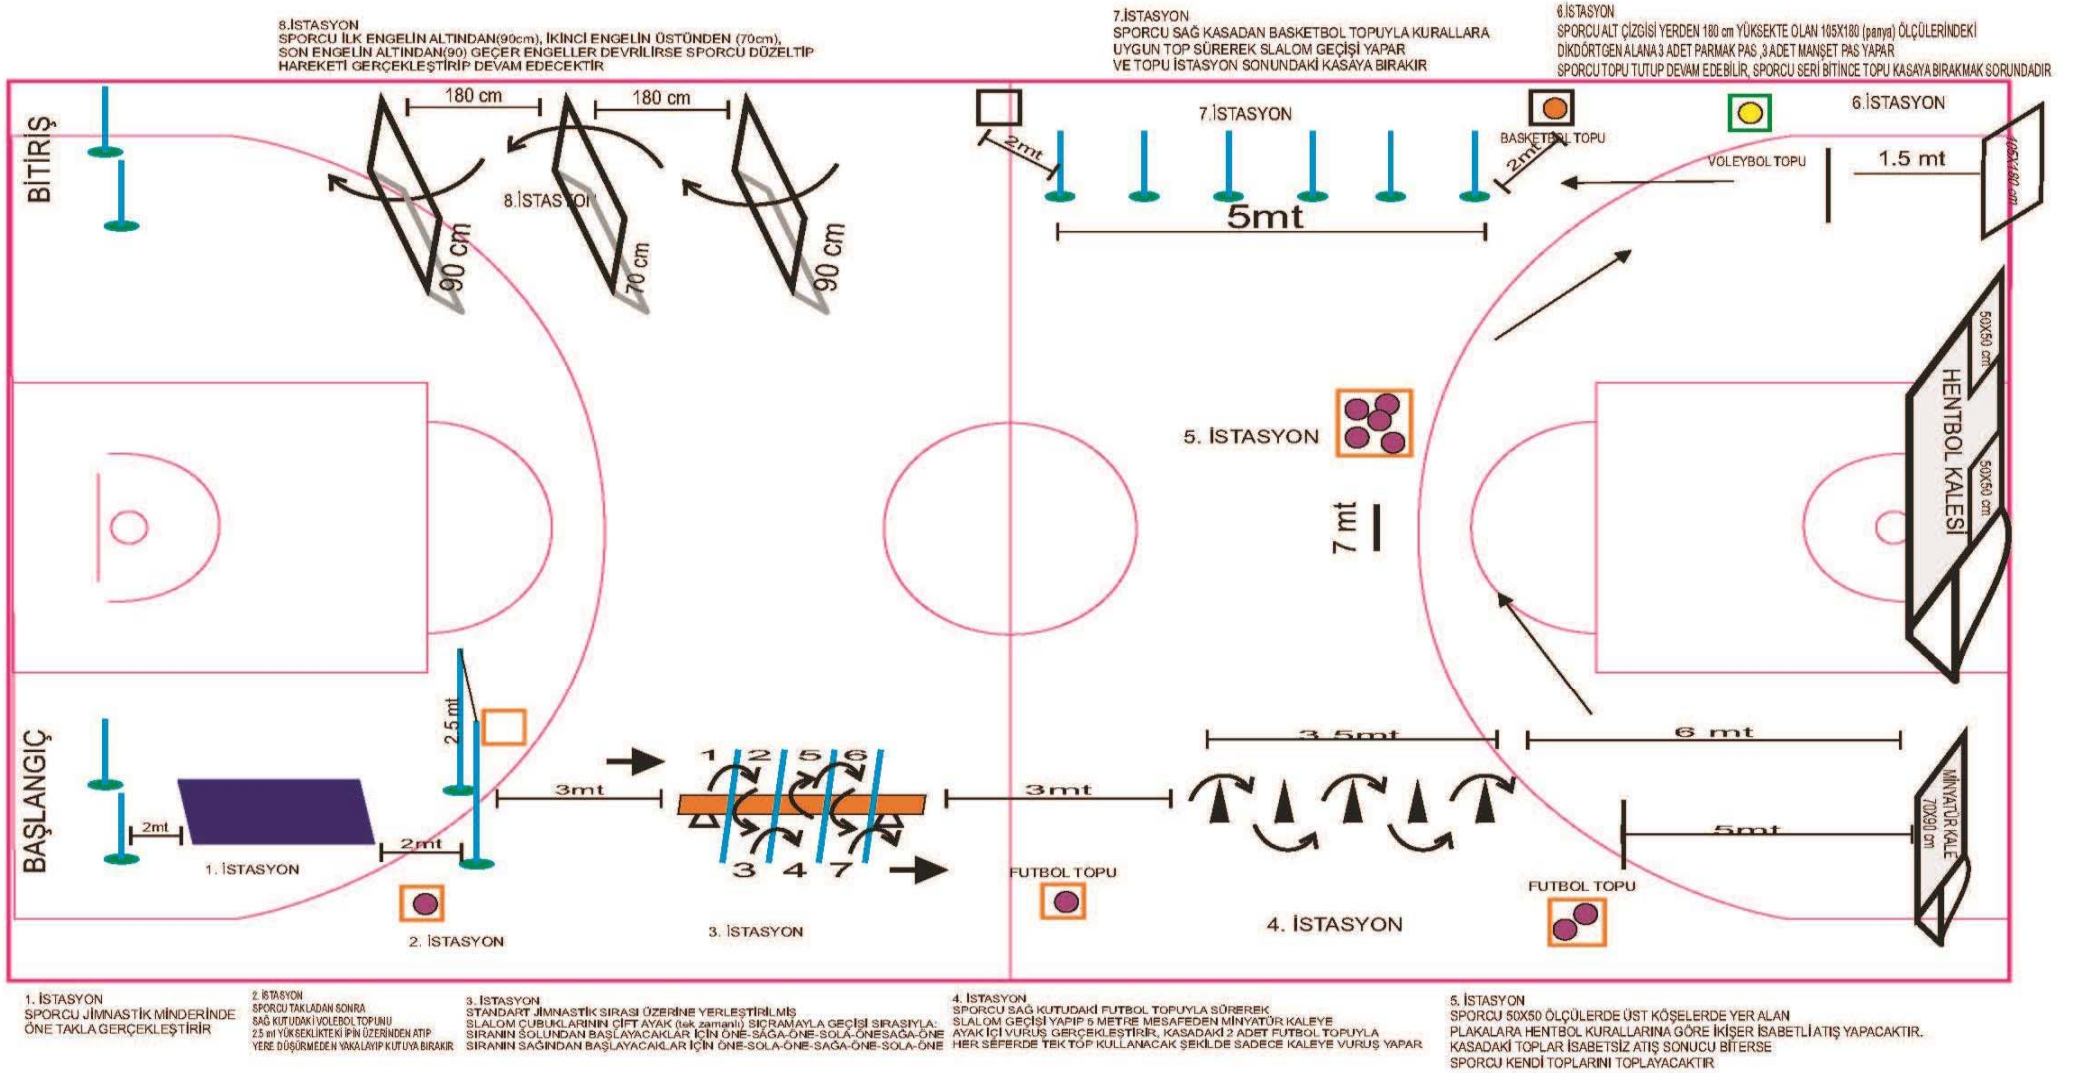 8.İSTASYON
SPORCU İLK ENGELİN ALTINDAN(90cm), İKİNCİ ENGELİN ÜSTÜNDEN (70cm),
SON ENGELİN ALTINDAN(90) GEÇER ENGELLER DEVRİLİRSE SPORCU DÜZELTİP
HAREKETİ GERÇEKLEŞTİRİP DEVAM EDECEKTİR
7.İSTASYON
SPORCU SAĞ KASADAN BASKETBOL TOPUYLA KURALLARA
UYGUN TOP SÜREREK SLALOM GEÇİŞİ YAPAR
VE TOPU İSTASYON SONUNDAKİ KASAYA BIRAKIR
6.İSTASYON
SPORCU ALT ÇİZGİSİ YERDEN 180 cm YÜKSEKTE OLAN 105X180 (panya) ÖLÇÜLERİNDEKİ
DİKDÖRTGEN ALANA 3 ADET PARMAK PAS ,3 ADET MANŞET PAS YAPAR
SPORCU TOPU TUTUP DEVAM EDEBİLİR, SPORCU SERİ BİTİNCE TOPU KASAYA BIRAKMAK SORUNDADIR
BİTİRİŞ
180 cm
180 cm
8.İSTASYON
90 cm
70 cm
90 cm
7.İSTASYON
2mt
BASKETBOL TOPU
2mt
5mt
6.İSTASYON
VOLEYBOL TOPU
1.5 mt
105X180 cm
5. İSTASYON
7 mt
50X50 cm
HENTBOL KALESİ
50X50 cm
BAŞLANGIÇ
2mt
1. İSTASYON
2mt
2.5 mt
2. İSTASYON
3mt
1 2 5 6
3 4 7
3. İSTASYON
3mt
FUTBOL TOPU
3.5mt
4. İSTASYON
6 mt
5mt
FUTBOL TOPU
MİNYATÜR KALE
70X90 cm
1. İSTASYON
SPORCU JİMNASTİK MİNDERİNDE
ÖNE TAKLA GERÇEKLEŞTİRİR
2. İSTASYON
SPORCU TAKLADAN SONRA
SAĞ KUTUDAKİ VOLEBOL TOPUNU
2.5 mt YÜKSEKLİKTEKİ İPİN ÜZERİNDEN ATIP
YERE DÜŞÜRMEDEN YAKALAYIP KUTUYA BIRAKIR
3. İSTASYON
STANDART JİMNASTİK SIRASI ÜZERİNE YERLEŞTİRİLMİŞ
SLALOM ÇUBUKLARININ ÇİFT AYAK (tek zamanlı) SIÇRAMAYLA GEÇİŞİ SIRASIYLA:
SIRANIN SOLUNDAN BAŞLAYACAKLAR İÇİN ÖNE-SAĞA-ÖNE-SOLA-ÖNESAĞA-ÖNE
SIRANIN SAĞINDAN BAŞLAYACAKLAR İÇİN ÖNE-SOLA-ÖNE-SAĞA-ÖNE-SOLA-ÖNE
4. İSTASYON
SPORCU SAĞ KUTUDAKİ FUTBOL TOPUYLA SÜREREK
SLALOM GEÇİŞİ YAPIP 5 METRE MESAFEDEN MİNYATÜR KALEYE
AYAK İÇİ VURUŞ GERÇEKLEŞTİRİR, KASADAKİ 2 ADET FUTBOL TOPUYLA
HER SEFERDE TEK TOP KULLANACAK ŞEKİLDE SADECE KALEYE VURUŞ YAPAR
5. İSTASYON
SPORCU 50X50 ÖLÇÜLERDE ÜST KÖŞELERDE YER ALAN
PLAKALARA HENTBOL KURALLARINA GÖRE İKİŞER İSABETLİ ATIŞ YAPACAKTIR.
KASADAKİ TOPLAR İSABETSİZ ATIŞ SONUCU BİTERSE
SPORCU KENDİ TOPLARINI TOPLAYACAKTIR